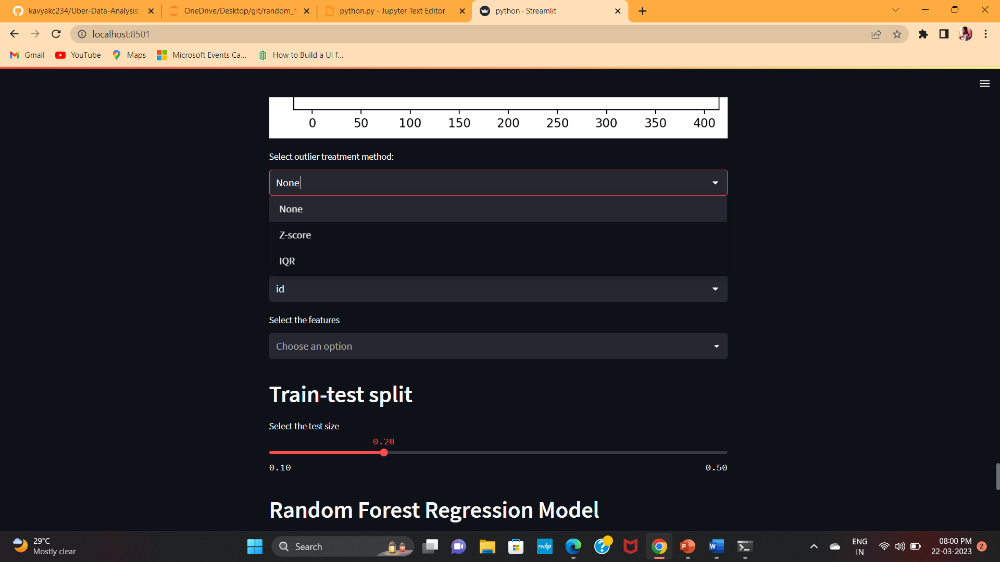 kavyakc234/Uber-Data-Analysis:
OneDrive/Desktop/git/random_f
python.py - Jupyter Text Editor
python · Streamlit
localhost:8501
Gmail
YouTube
Maps
Microsoft Events Ca...
How to Build a UI f...
0 50 100 150 200 250 300 350 400
Select outlier treatment method:
None
None
Z-score
IQR
id
Select the features
Choose an option
Train-test split
Select the test size
0.20
0.10 0.50
Random Forest Regression Model
29°C
Mostly clear
Search
myhp
ENG
IN
08:00 PM
22-03-2023
2